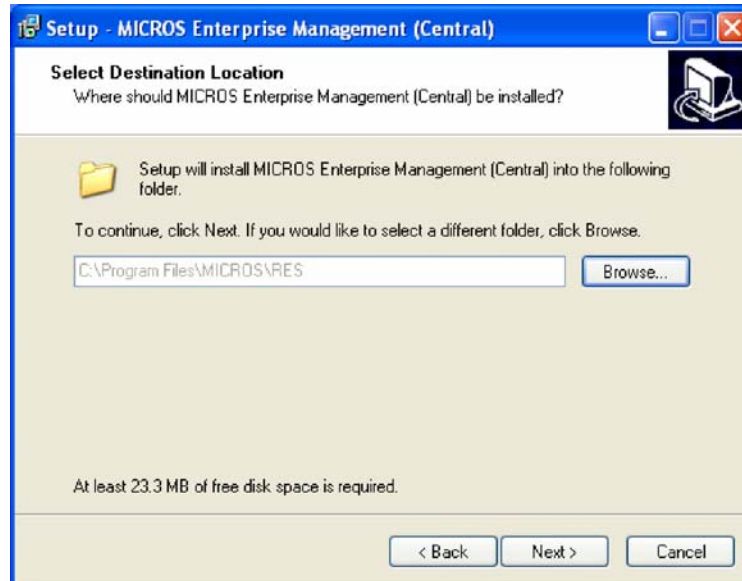 Setup - MICROS Enterprise Management (Central)
Select Destination Location
Where should MICROS Enterprise Management (Central) be installed?
Setup will install MICROS Enterprise Management (Central) into the following
folder.
To continue, click Next. If you would like to select a different folder, click Browse.
C:\Program Files\MICROS\RES
Browse...
At least 23.3 MB of free disk space is required.
< Back
Next >
Cancel